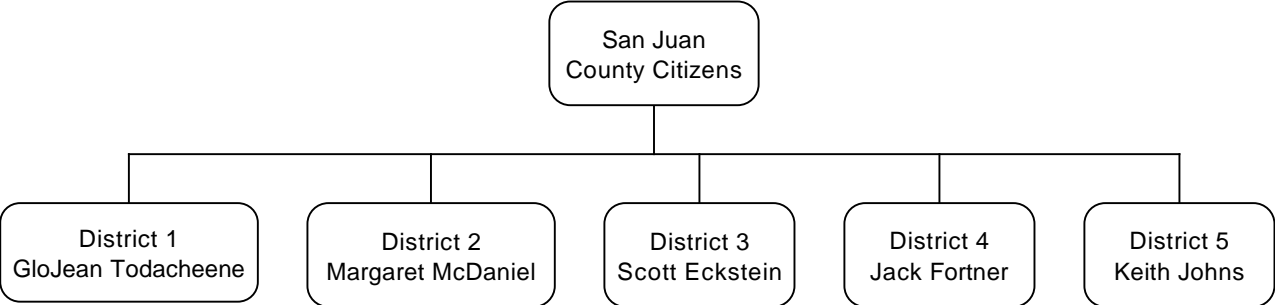 San Juan
County Citizens
District 1
GloJean Todacheene
District 2
Margaret McDaniel
District 3
Scott Eckstein
District 4
Jack Fortner
District 5
Keith Johns